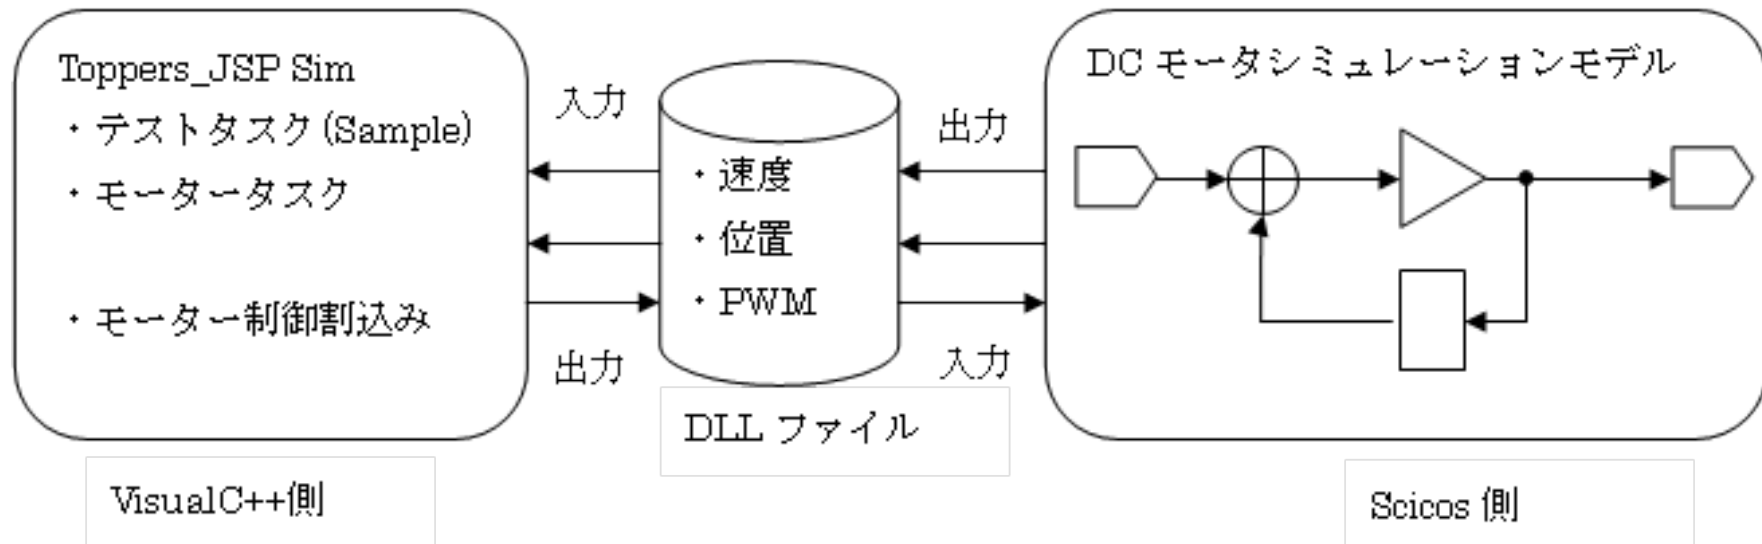 Toppers_JSP Sim
・テストタスク(Sample)
・モータータスク
・モーター制御割込み
VisualC++側
入力
出力
・速度
・位置
・PWM
DLL ファイル
出力
入力
DC モータシミュレーションモデル
Scicos 側